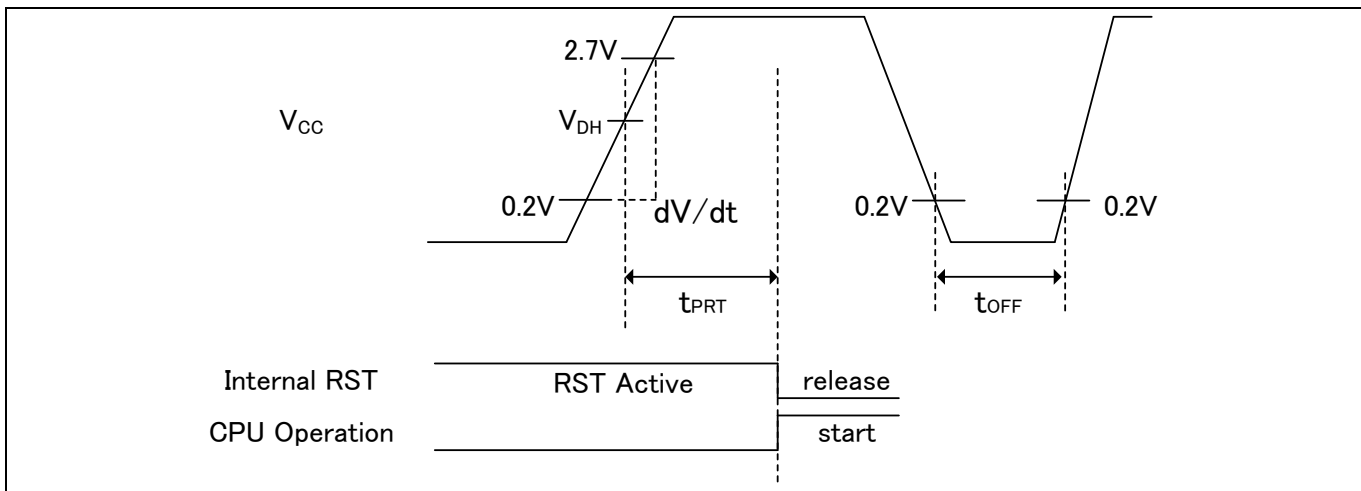 2.7V
VCC
VDH
0.2V
dV/dt
0.2V
0.2V
tPRT
tOFF
Internal RST
RST Active
release
CPU Operation
start